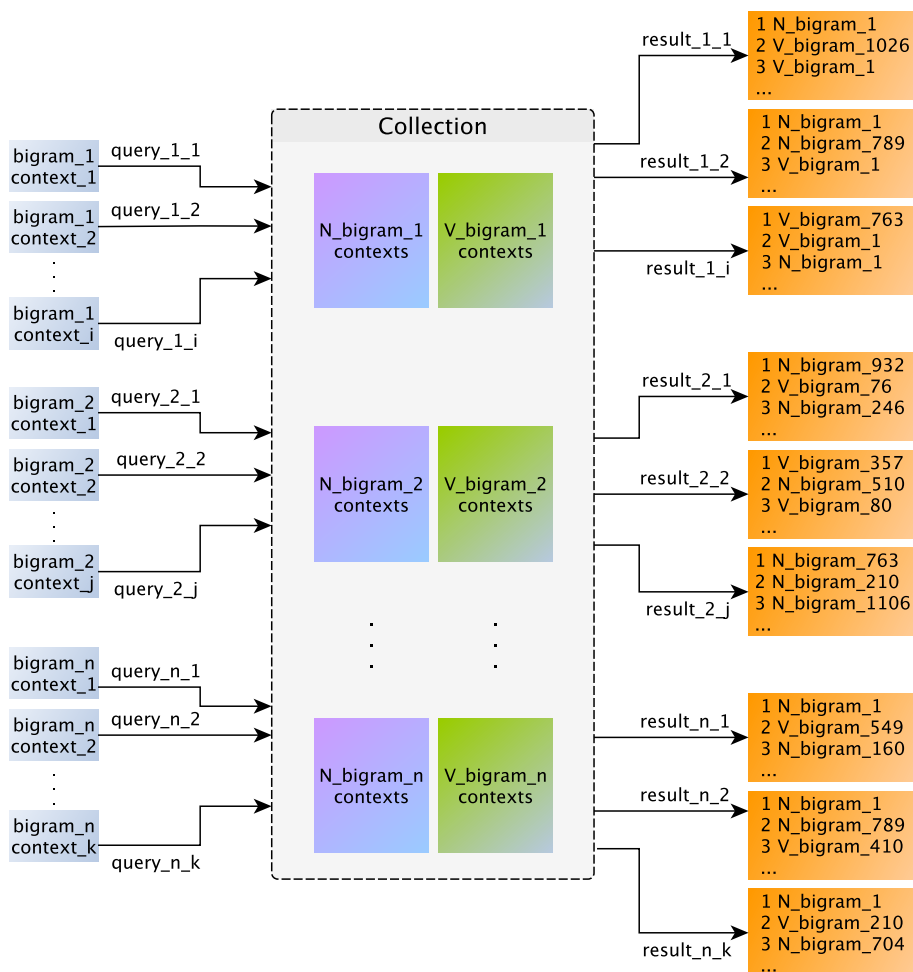 bigram_1
context_1
query_1_1
bigram_1
context_2
query_1_2
.
.
.
bigram_1
context_i
query_1_i
bigram_2
context_1
query_2_1
bigram_2
context_2
query_2_2
.
.
.
bigram_2
context_j
query_2_j
bigram_n
context_1
query_n_1
bigram_n
context_2
query_n_2
.
.
.
bigram_n
context_k
query_n_k
Collection
N_bigram_1
contexts
V_bigram_1
contexts
N_bigram_2
contexts
V_bigram_2
contexts
.
.
.
.
.
.
N_bigram_n
contexts
V_bigram_n
contexts
result_1_1
1 N_bigram_1
2 V_bigram_1026
3 V_bigram_1
...
result_1_2
1 N_bigram_1
2 N_bigram_789
3 V_bigram_1
...
result_1_i
1 V_bigram_763
2 V_bigram_1
3 N_bigram_1
...
result_2_1
1 N_bigram_932
2 V_bigram_76
3 N_bigram_246
...
result_2_2
1 V_bigram_357
2 N_bigram_510
3 V_bigram_80
...
result_2_j
1 N_bigram_763
2 N_bigram_210
3 N_bigram_1106
...
result_n_1
1 N_bigram_1
2 V_bigram_549
3 N_bigram_160
...
result_n_2
1 N_bigram_1
2 N_bigram_789
3 V_bigram_410
...
result_n_k
1 N_bigram_1
2 V_bigram_210
3 N_bigram_704
...